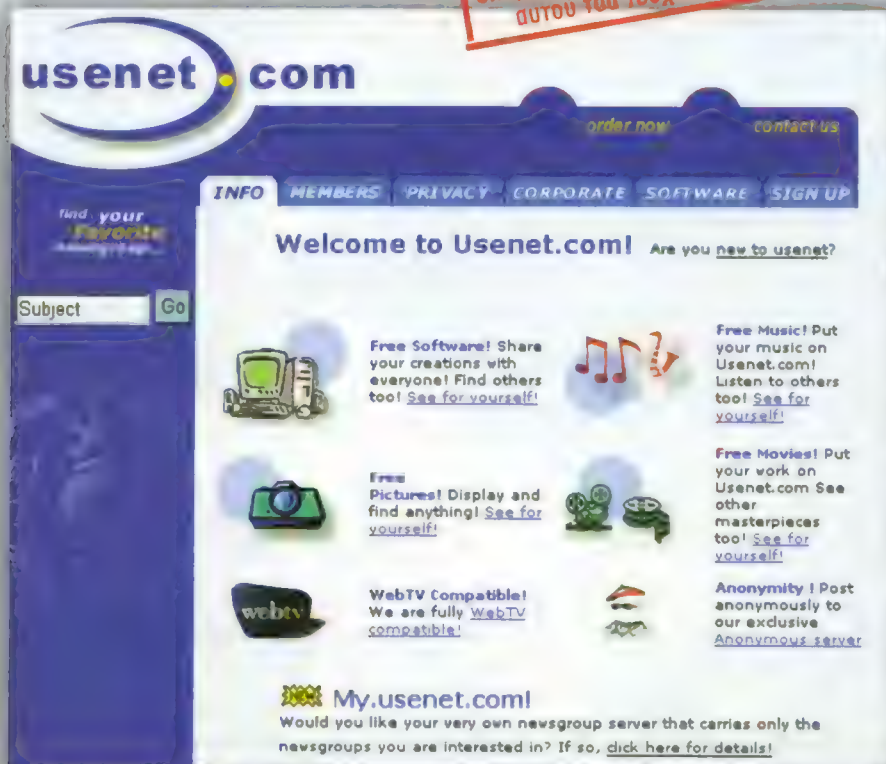 αυτού του
usenet.com
order now contact us
INFO MEMBERS PRIVACY CORPORATE SOFTWARE SIGN UP
find your
Favorite
Subject Go
Welcome to Usenet.com! Are you new to usenet?
Free Software! Share
your creations with
everyone! Find others
too! See for yourself!
Free Music! Put
your music on
Usenet.com!
Listen to others
too! See for
yourself!
Free
Pictures! Display and
find anything! See for
yourself!
Free Movies! Put
your work on
Usenet.com See
other
masterpieces
too! See for
yourself!
webtv
WebTV Compatible!
We are fully WebTV
compatible!
Anonymity ! Post
anonymously to
our exclusive
Anonymous server
NEW My.usenet.com!
Would you like your very own newsgroup server that carries only the
newsgroups you are interested in? If so, click here for details!